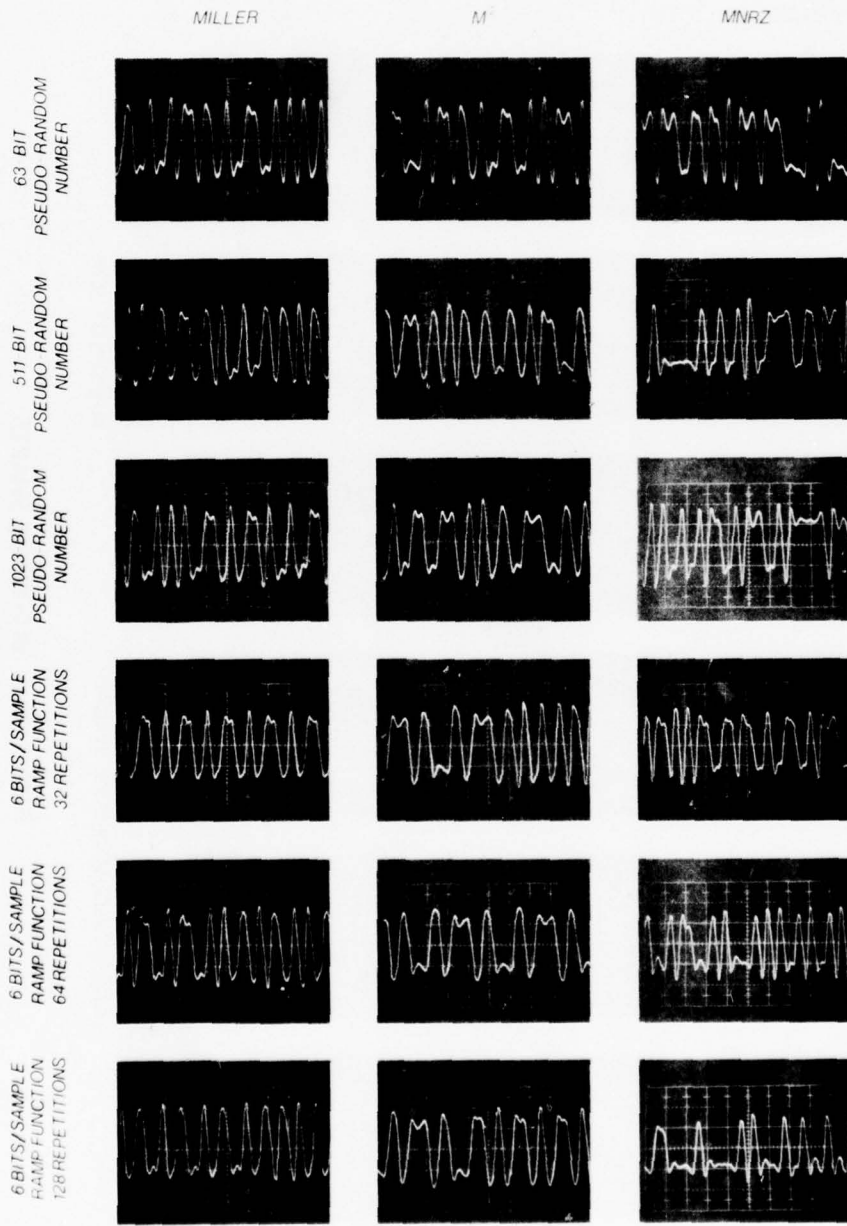 MILLER
M²
MNRZ
63 BIT
PSEUDO RANDOM
NUMBER
511 BIT
PSEUDO RANDOM
NUMBER
1023 BIT
PSEUDO RANDOM
NUMBER
6 BITS/SAMPLE
RAMP FUNCTION
32 REPETITIONS
6 BITS/SAMPLE
RAMP FUNCTION
64 REPETITIONS
6 BITS/SAMPLE
RAMP FUNCTION
128 REPETITIONS